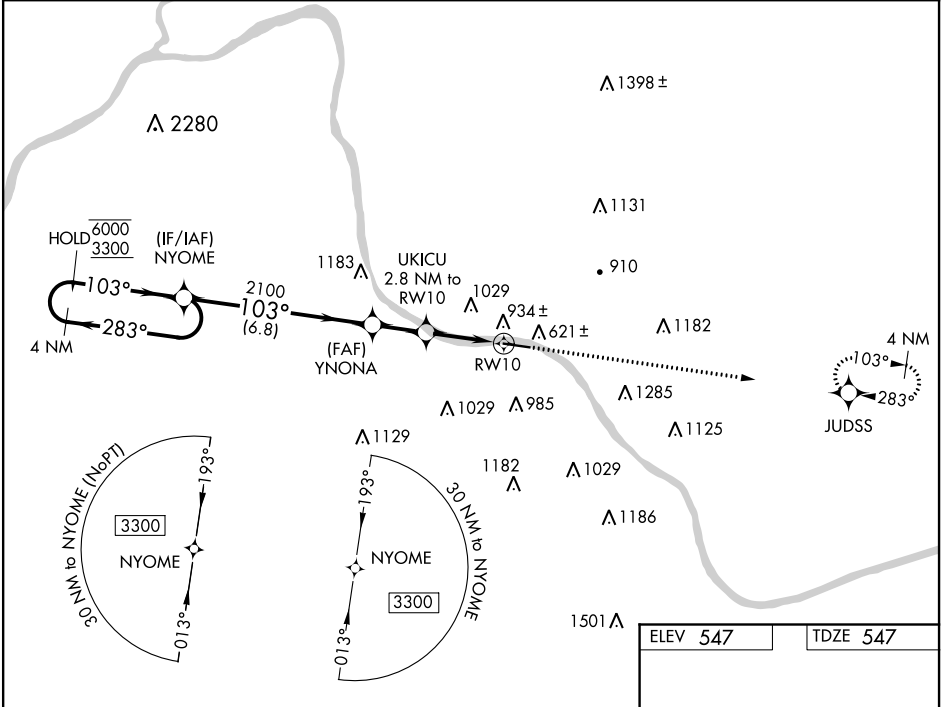 1398 ±
2280
1131
HOLD 6000
3300
(IF/IAF)
NYOME
UKICU
2.8 NM to
RW10
1183
910
103°
2100
103°
(6.8)
1029
934 ±
621 ±
1182
283°
4 NM
(FAF)
YNONA
RW10
4 NM
103°
283°
JUDSS
1285
1029
985
1125
1129
1182
1029
1186
30 NM to NYOME (NoPT)
193°
3300
NYOME
013°
193°
30 NM to NYOME
NYOME
3300
013°
1501
ELEV 547
TDZE 547